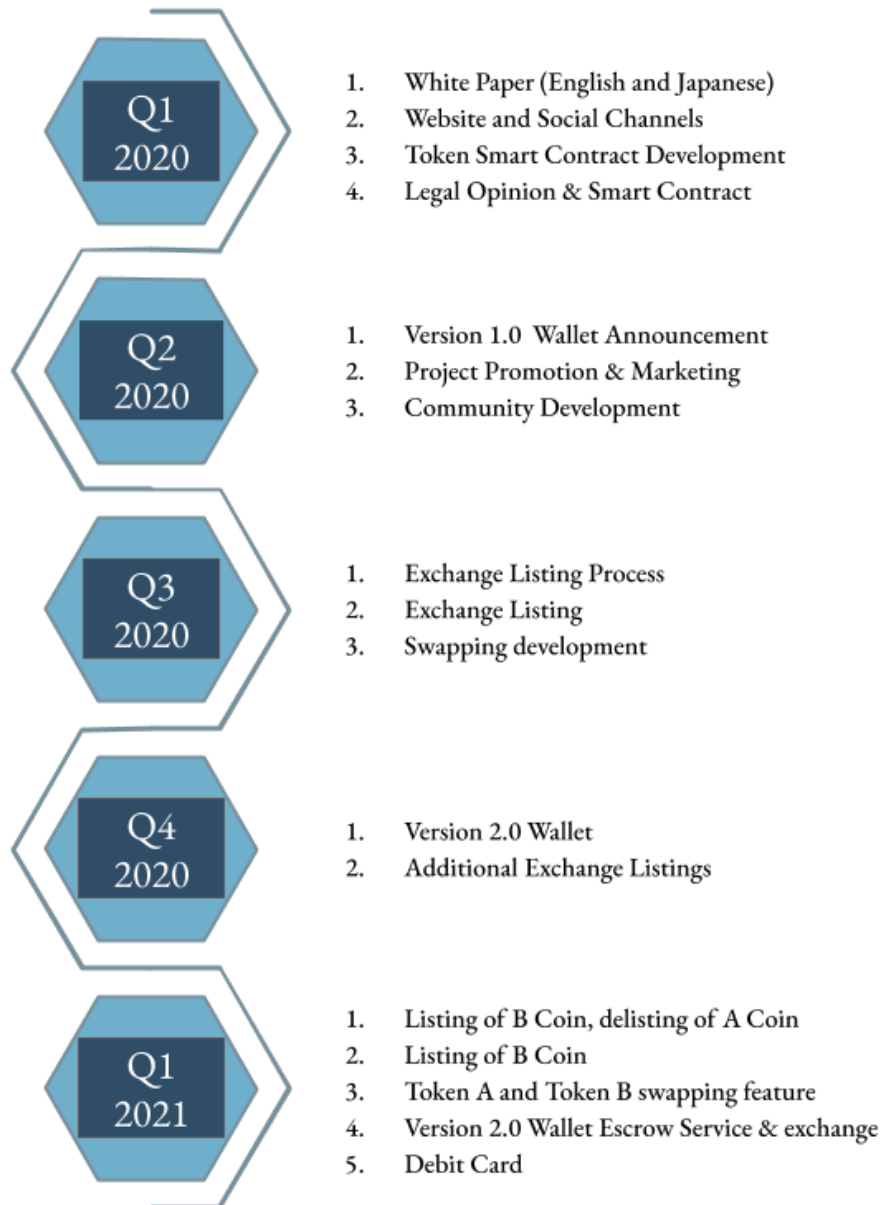 Q1
2020
1. White Paper (English and Japanese)
2. Website and Social Channels
3. Token Smart Contract Development
4. Legal Opinion & Smart Contract
Q2
2020
1. Version 1.0 Wallet Announcement
2. Project Promotion & Marketing
3. Community Development
Q3
2020
1. Exchange Listing Process
2. Exchange Listing
3. Swapping development
Q4
2020
1. Version 2.0 Wallet
2. Additional Exchange Listings
Q1
2021
1. Listing of B Coin, delisting of A Coin
2. Listing of B Coin
3. Token A and Token B swapping feature
4. Version 2.0 Wallet Escrow Service & exchange
5. Debit Card